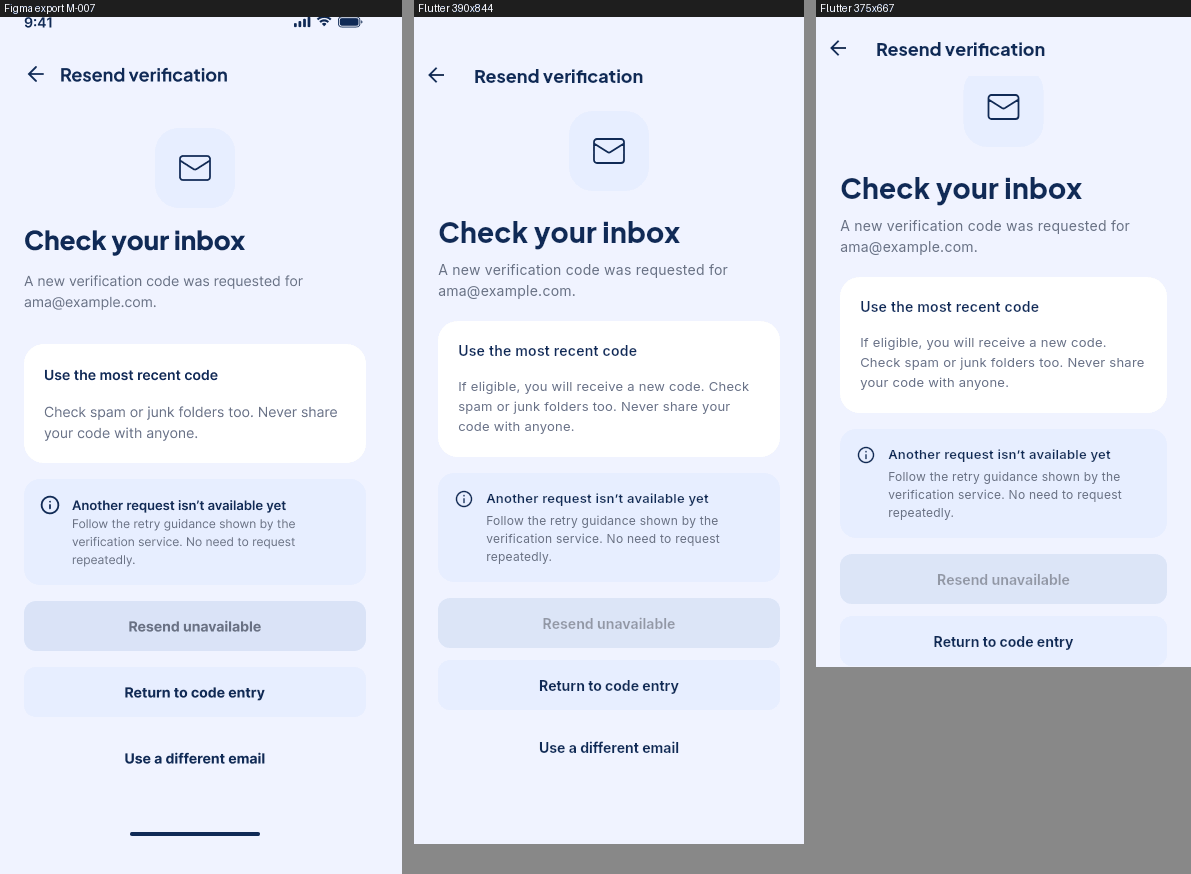 Figma export M-007
9:41
Resend verification
Check your inbox
A new verification code was requested for
ama@example.com.
Use the most recent code
Check spam or junk folders too. Never share
your code with anyone.
Another request isn’t available yet
Follow the retry guidance shown by the
verification service. No need to request
repeatedly.
Resend unavailable
Return to code entry
Use a different email
Flutter 390x844
Resend verification
Check your inbox
A new verification code was requested for
ama@example.com.
Use the most recent code
If eligible, you will receive a new code. Check
spam or junk folders too. Never share your
code with anyone.
Another request isn’t available yet
Follow the retry guidance shown by the
verification service. No need to request
repeatedly.
Resend unavailable
Return to code entry
Use a different email
Flutter 375x667
Resend verification
Check your inbox
A new verification code was requested for
ama@example.com.
Use the most recent code
If eligible, you will receive a new code.
Check spam or junk folders too. Never share
your code with anyone.
Another request isn’t available yet
Follow the retry guidance shown by the
verification service. No need to request
repeatedly.
Resend unavailable
Return to code entry